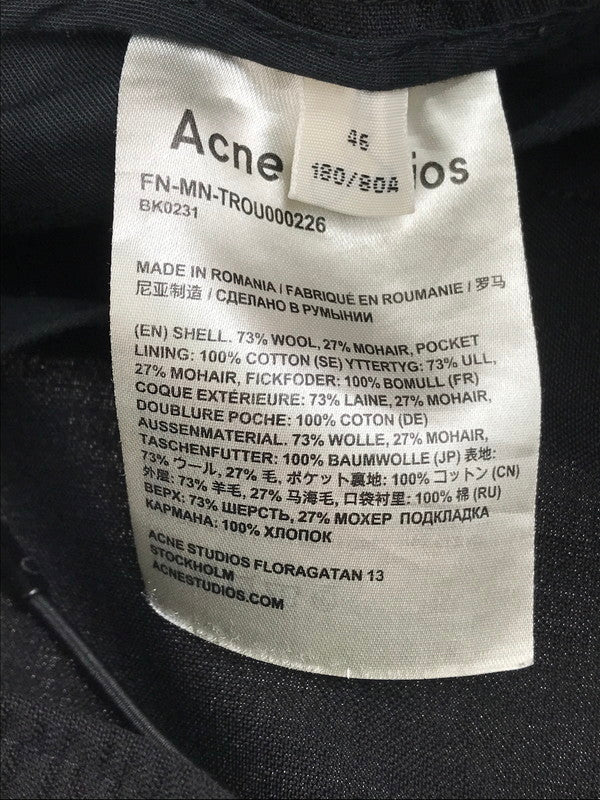 46
180/80A
Acne
ios
FN-MN-TROU000226
BK0231
MADE IN ROMANIA / FABRIQUÉ EN ROUMANIE / 罗马
尼亚制造 / СДЕЛАНО В РУМЫНИИ
(EN) SHELL. 73% WOOL, 27% MOHAIR, POCKET
LINING: 100% COTTON (SE) YTTERTYG: 73% ULL,
27% MOHAIR, FICKFODER: 100% BOMULL (FR)
COQUE EXTÉRIEURE: 73% LAINE, 27% MOHAIR,
DOUBLURE POCHE: 100% COTON (DE)
AUSSENMATERIAL. 73% WOLLE, 27% MOHAIR,
TASCHENFUTTER: 100% BAUMWOLLE (JP) 表地:
73% ウール, 27% 毛, ポケット裏地: 100% コットン (CN)
外层: 73% 羊毛, 27% 马海毛, 口袋衬里: 100% 棉 (RU)
ВЕРХ: 73% ШЕРСТЬ, 27% МОХЕР ПОДКЛАДКА
КАРМАНА: 100% ХЛОПОК
ACNE STUDIOS FLORAGATAN 13
STOCKHOLM
ACNESTUDIOS.COM